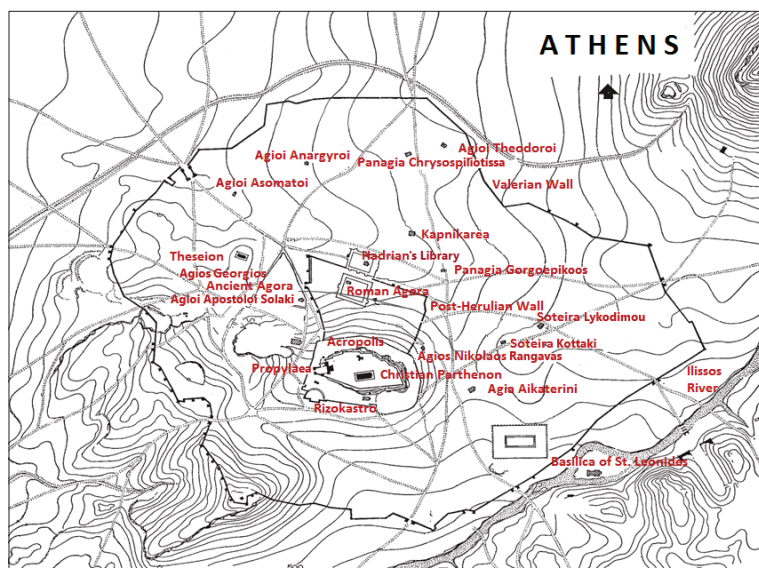 ATHENS
Agioi Theodoroi
Agioi Anargyroi
Panagia Chrysospiliotissa
Agioi Asomatoi
Valerian Wall
Kapnikarea
Theseion
Hadrian's Library
Agios Georgios
Panagia Gorgoepikoos
Ancient Agora
Roman Agora
Agioi Apostoloi Solaki
Post-Herulian Wall
Soteira Lykodimou
Acropolis
Soteira Kottaki
Agios Nikolaos Rangavas
Propylaea
Christian Parthenon
Ilissos
River
Agia Aikaterini
Rizokastro
Basilica of St. Leonides